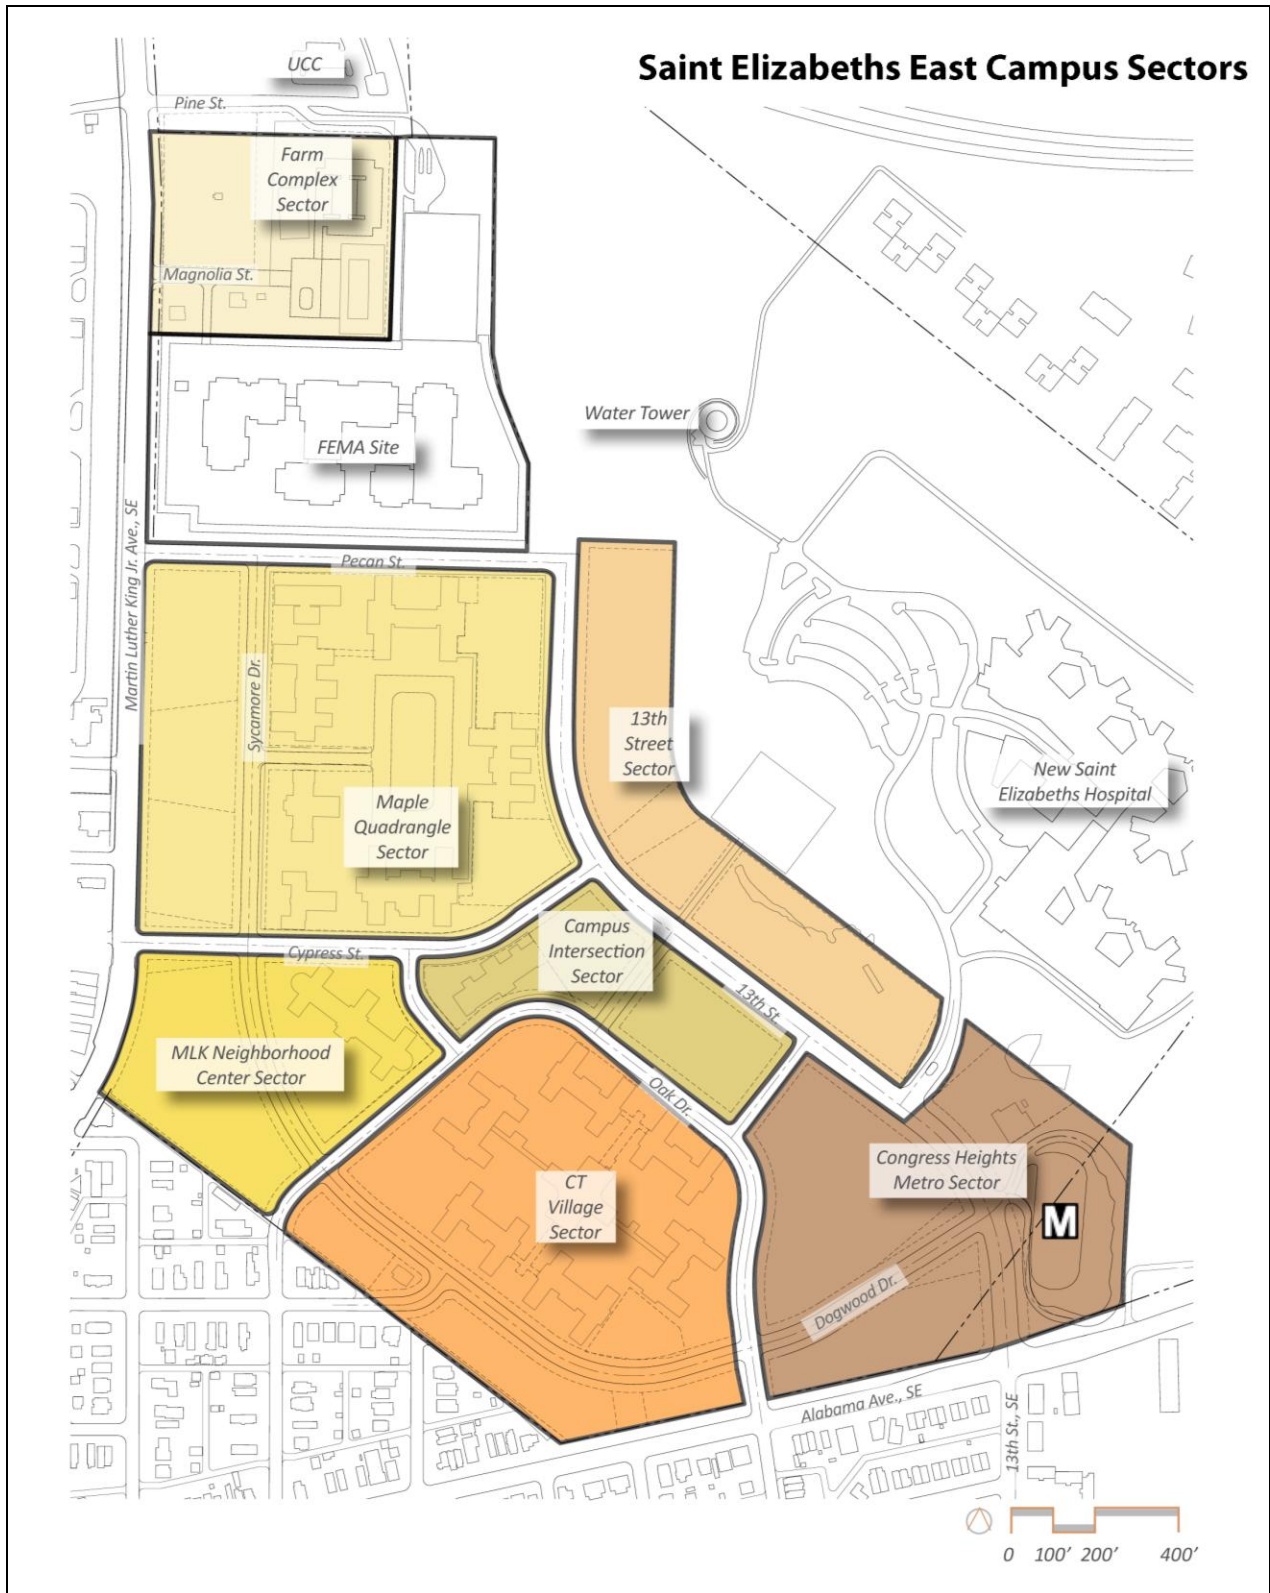 Saint Elizabeths East Campus Sectors
UCC
Pine St.
Farm
Complex
Sector
Magnolia St.
Water Tower
FEMA Site
Martin Luther King Jr. Ave., SE
Pecan St.
Sycamore Dr.
13th
Street
Sector
New Saint
Elizabeths Hospital
Maple
Quadrangle
Sector
Campus
Intersection
Sector
Cypress St.
13th St.
MLK Neighborhood
Center Sector
Oak Dr.
Congress Heights
Metro Sector
CT
Village
Sector
M
Dogwood Dr.
Alabama Ave., SE
13th St., SE
0 100' 200' 400'